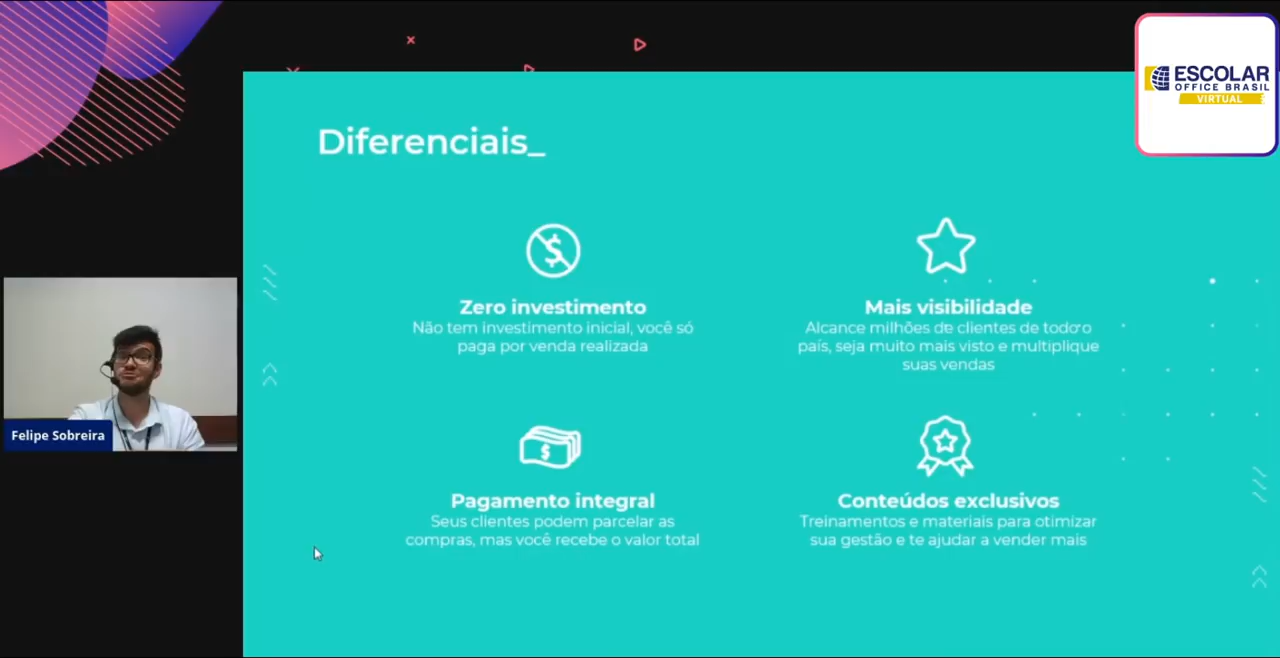 ESCOLAR
OFFICE BRASIL
VIRTUAL
Diferenciais_
Zero investimento
Não tem investimento inicial, você só
paga por venda realizada
Mais visibilidade
Alcance milhões de clientes de todo o
país, seja muito mais visto e multiplique
suas vendas
Felipe Sobreira
Pagamento integral
Seus clientes podem parcelar as
compras, mas você recebe o valor total
Conteúdos exclusivos
Treinamentos e materiais para otimizar
sua gestão e te ajudar a vender mais